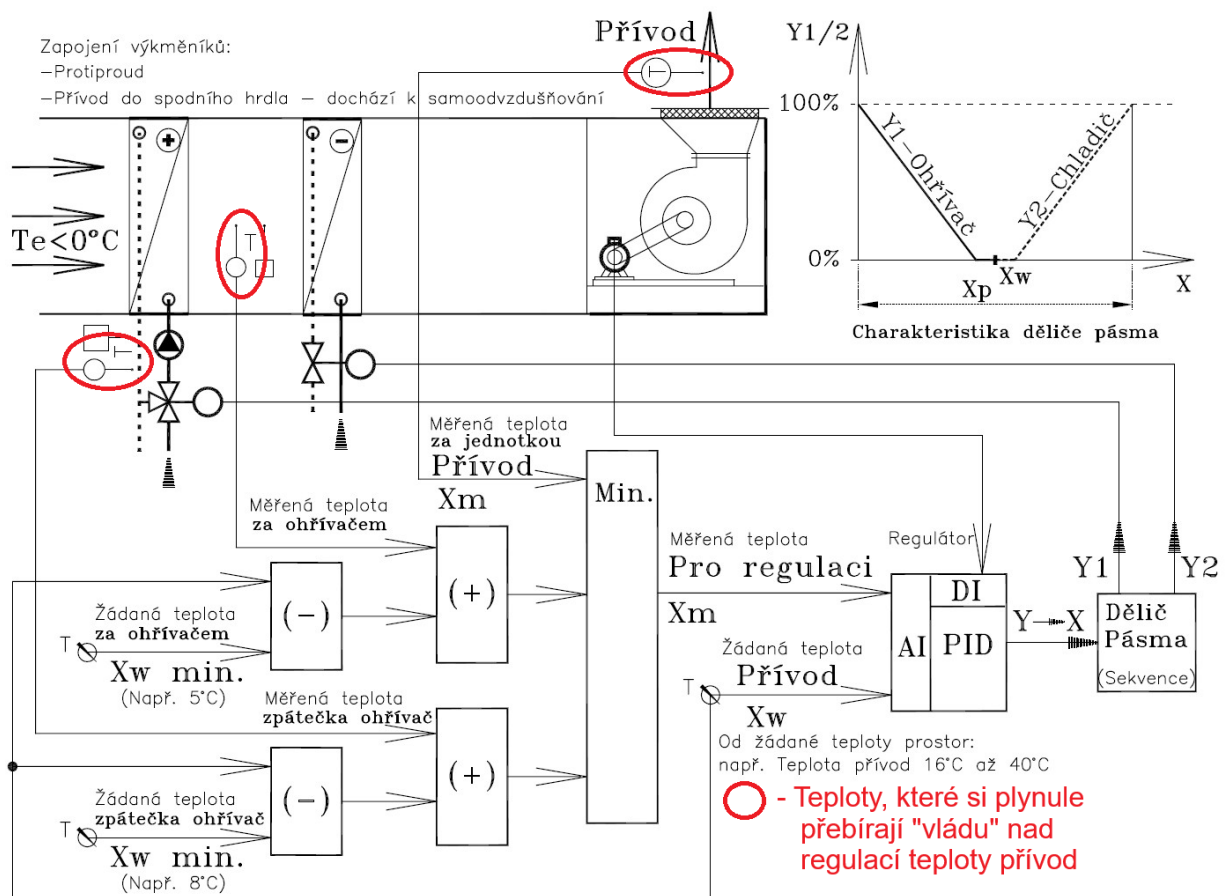 Zapojení výkměníků:
-Protiproud
-Přívod do spodního hrdla – dochází k samoodvzdušňování
Přívod
T
Y1/2
100%
0%
Y1-Ohřívač
Y2-Chladič
Xw
Xp
X
Charakteristika děliče pásma
+
-
Te<0°C
T
T
Měřená teplota
za jednotkou
Přívod
Xm
Min.
Měřená teplota
za ohřívačem
(-)
(+)
Žádaná teplota
za ohřívačem
T
Xw min.
(Např. 5°C)
Měřená teplota
zpátečka ohřívač
(-)
(+)
Žádaná teplota
zpátečka ohřívač
T
Xw min.
(Např. 8°C)
Měřená teplota
Pro regulaci
Xm
Regulátor
DI
AI
PID
Y
X
Y1
Y2
Dělič
Pásma
(Sekvence)
Žádaná teplota
Přívod
T
Xw
Od žádané teploty prostor:
např. Teplota přívod 16°C až 40°C
- Teploty, které si plynule
přebírají "vládu" nad
regulací teploty přívod